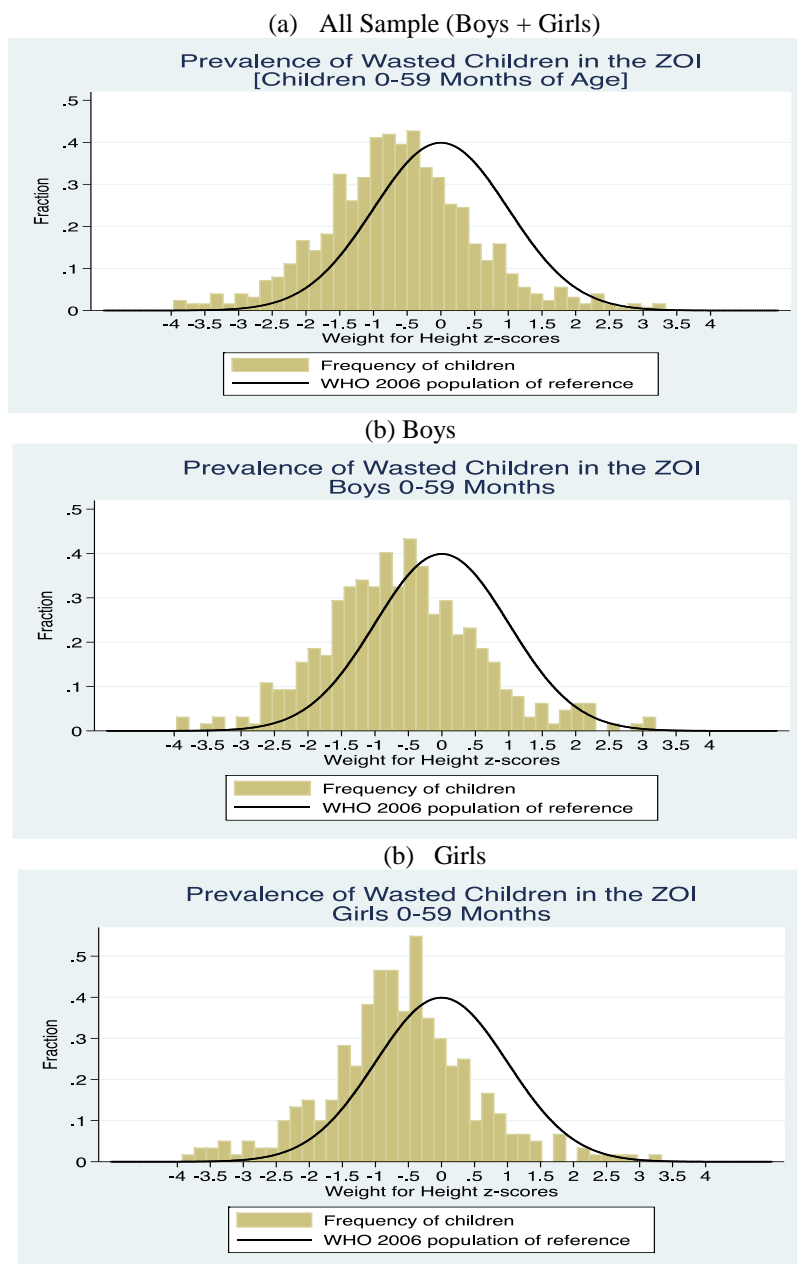 (a) All Sample (Boys + Girls)
Prevalence of Wasted Children in the ZOI
[Children 0-59 Months of Age]
.5
.4
.3
.2
.1
0
Fraction
-4 -3.5 -3 -2.5 -2 -1.5 -1 -.5 0 .5 1 1.5 2 2.5 3 3.5 4
Weight for Height z-scores
Frequency of children
WHO 2006 population of reference
(b) Boys
Prevalence of Wasted Children in the ZOI
Boys 0-59 Months
.5
.4
.3
.2
.1
0
Fraction
-4 -3.5 -3 -2.5 -2 -1.5 -1 -.5 0 .5 1 1.5 2 2.5 3 3.5 4
Weight for Height z-scores
Frequency of children
WHO 2006 population of reference
(b) Girls
Prevalence of Wasted Children in the ZOI
Girls 0-59 Months
.5
.4
.3
.2
.1
0
Fraction
-4 -3.5 -3 -2.5 -2 -1.5 -1 -.5 0 .5 1 1.5 2 2.5 3 3.5 4
Weight for Height z-scores
Frequency of children
WHO 2006 population of reference